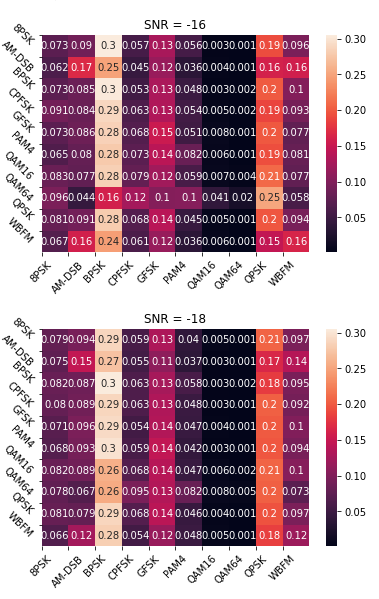 SNR = -16
8PSK 0.073 0.09 0.3 0.057 0.13 0.056 0.003 0.001 0.19 0.096 0.30
AM-DSB 0.062 0.17 0.25 0.045 0.12 0.036 0.002 0.001 0.16 0.16
BPSK 0.073 0.085 0.3 0.053 0.13 0.048 0.003 0.002 0.2 0.1 0.25
CPFSK 0.091 0.084 0.29 0.063 0.13 0.054 0.005 0.002 0.19 0.093
GFSK 0.073 0.086 0.28 0.068 0.15 0.051 0.008 0.001 0.2 0.077 0.20
PAM4 0.065 0.08 0.28 0.073 0.14 0.082 0.006 0.001 0.19 0.081 0.15
QAM16 0.083 0.077 0.28 0.079 0.12 0.059 0.007 0.004 0.21 0.077
QAM64 0.096 0.044 0.16 0.12 0.1 0.1 0.041 0.02 0.25 0.058 0.10
QPSK 0.081 0.091 0.28 0.068 0.14 0.045 0.005 0.001 0.2 0.094
WBFM 0.067 0.16 0.24 0.061 0.12 0.036 0.006 0.001 0.15 0.16 0.05
8PSK AM-DSB BPSK CPFSK GFSK PAM4 QAM16 QAM64 QPSK WBFM
SNR = -18
8PSK 0.079 0.094 0.29 0.059 0.13 0.04 0.005 0.001 0.21 0.097 0.30
AM-DSB 0.075 0.15 0.27 0.055 0.11 0.037 0.003 0.001 0.17 0.14
BPSK 0.082 0.087 0.3 0.063 0.13 0.058 0.003 0.002 0.18 0.095 0.25
CPFSK 0.08 0.089 0.29 0.063 0.13 0.048 0.003 0.001 0.2 0.092
GFSK 0.071 0.096 0.29 0.054 0.14 0.047 0.004 0.001 0.2 0.1 0.20
PAM4 0.068 0.093 0.3 0.059 0.14 0.042 0.003 0.001 0.2 0.094 0.15
QAM16 0.082 0.089 0.26 0.068 0.14 0.047 0.006 0.002 0.21 0.1
QAM64 0.078 0.067 0.26 0.095 0.13 0.082 0.008 0.005 0.2 0.073 0.10
QPSK 0.081 0.079 0.29 0.068 0.14 0.046 0.004 0.001 0.2 0.097
WBFM 0.066 0.12 0.28 0.054 0.12 0.048 0.005 0.001 0.18 0.12 0.05
8PSK AM-DSB BPSK CPFSK GFSK PAM4 QAM16 QAM64 QPSK WBFM